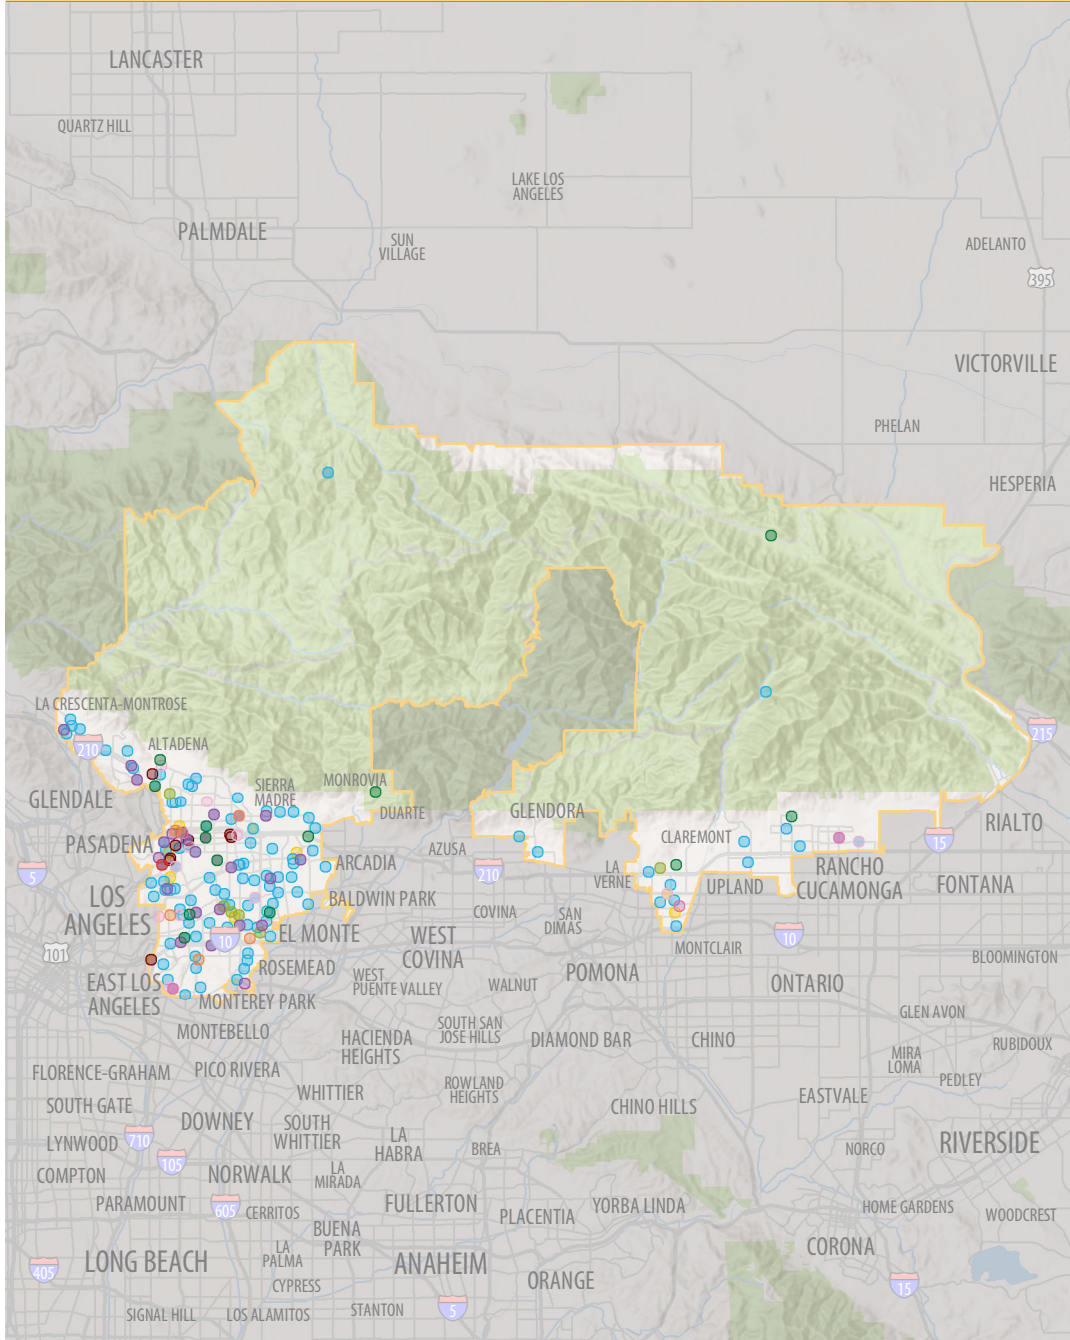 LANCASTER
QUARTZ HILL
LAKE LOS
ANGELES
PALMDALE
SUN
VILLAGE
ADELANTO
395
VICTORVILLE
PHELAN
HESPERIA
LA CRESCENTA-MONTROSE
210
ALTADENA
215
GLENDALE
SIERRA
MADRE
MONROVIA
DUARTE
GLENDORA
RIALTO
PASADENA
AZUSA
CLAREMONT
15
5
ARCADIA
210
LA
VERNE
UPLAND
RANCHO
CUCAMONGA
FONTANA
LOS
ANGELES
BALDWIN PARK
COVINA
SAN
DIMAS
101
10
EL MONTE
WEST
COVINA
10
MONTCLAIR
BLOOMINGTON
EAST LOS
ANGELES
ROSEMEAD
MONTEREY PARK
WEST
PUENTE VALLEY
WALNUT
POMONA
ONTARIO
GLEN AVON
MONTEBELLO
HACIENDA
HEIGHTS
SOUTH SAN
JOSE HILLS
DIAMOND BAR
CHINO
RUBIDOUX
MIRA
LOMA
FLORENCE-GRAHAM
PICO RIVERA
PEDLEY
WHITTIER
ROWLAND
HEIGHTS
EASTVALE
SOUTH GATE
DOWNEY
SOUTH
WHITTIER
CHINO HILLS
LYNWOOD
710
105
LA
HABRA
BREA
NORCO
RIVERSIDE
COMPTON
NORWALK
LA
MIRADA
PARAMOUNT
605
CERRITOS
FULLERTON
PLACENTIA
YORBA LINDA
HOME GARDENS
WOODCREST
BUENA
PARK
LA
PALMA
CORONA
LONG BEACH
405
ANAHEIM
CYPRESS
ORANGE
15
SIGNAL HILL
LOS ALAMITOS
STANTON
5